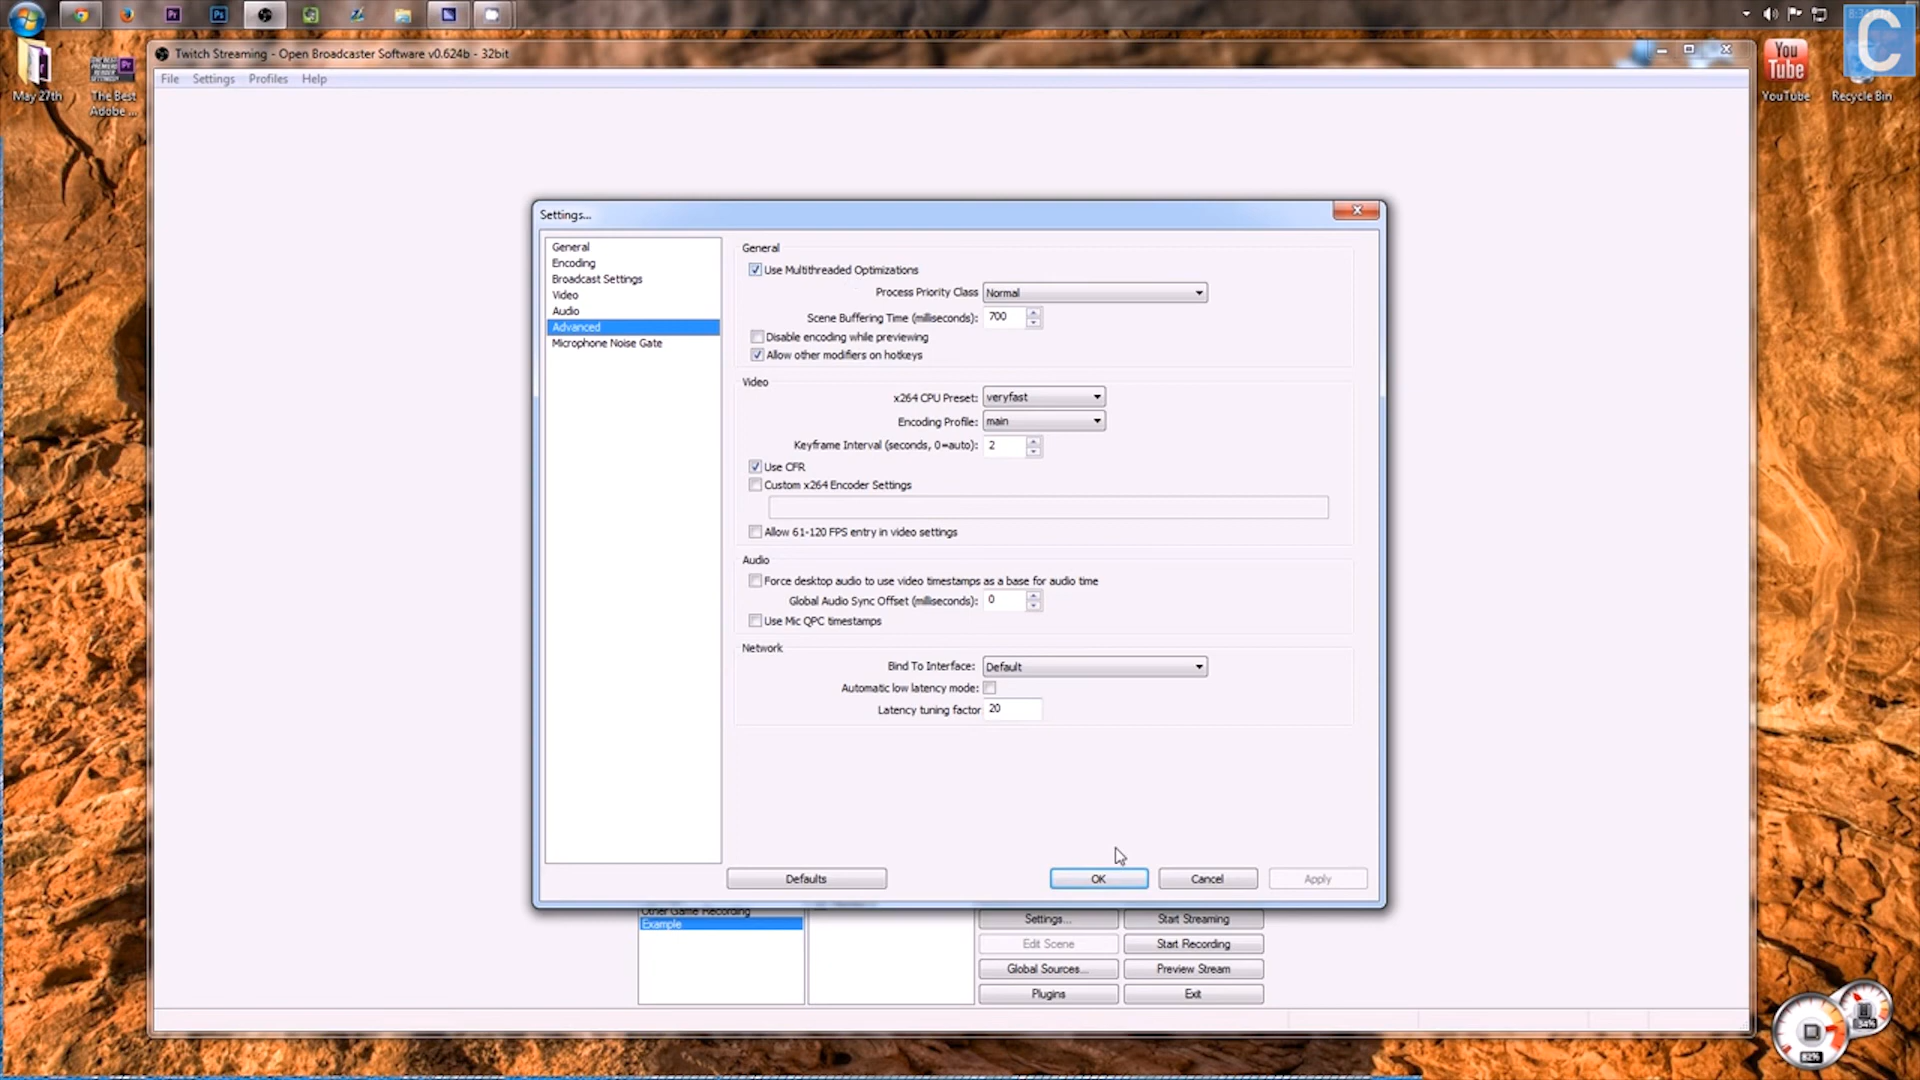 Twitch Streaming - Open Broadcaster Software v0.624b - 32bit
File Settings Profiles Help
May 27th
The Best
Adobe ...
You
Tube
YouTube
C
Recycle Bin
Settings...
General
Encoding
Broadcast Settings
Video
Audio
Advanced
Microphone Noise Gate
General
Use Multithreaded Optimizations
Process Priority Class Normal
Scene Buffering Time (milliseconds): 700
Disable encoding while previewing
Allow other modifiers on hotkeys
Video
x264 CPU Preset: veryfast
Encoding Profile: main
Keyframe Interval (seconds, 0=auto): 2
Use CFR
Custom x264 Encoder Settings
Allow 61-120 FPS entry in video settings
Audio
Force desktop audio to use video timestamps as a base for audio time
Global Audio Sync Offset (milliseconds): 0
Use Mic QPC timestamps
Network
Bind To Interface: Default
Automatic low latency mode:
Latency tuning factor 20
Defaults OK Cancel Apply
Other Game Recording
Example
Settings... Start Streaming
Edit Scene Start Recording
Global Sources... Preview Stream
Plugins Exit
34%
82%